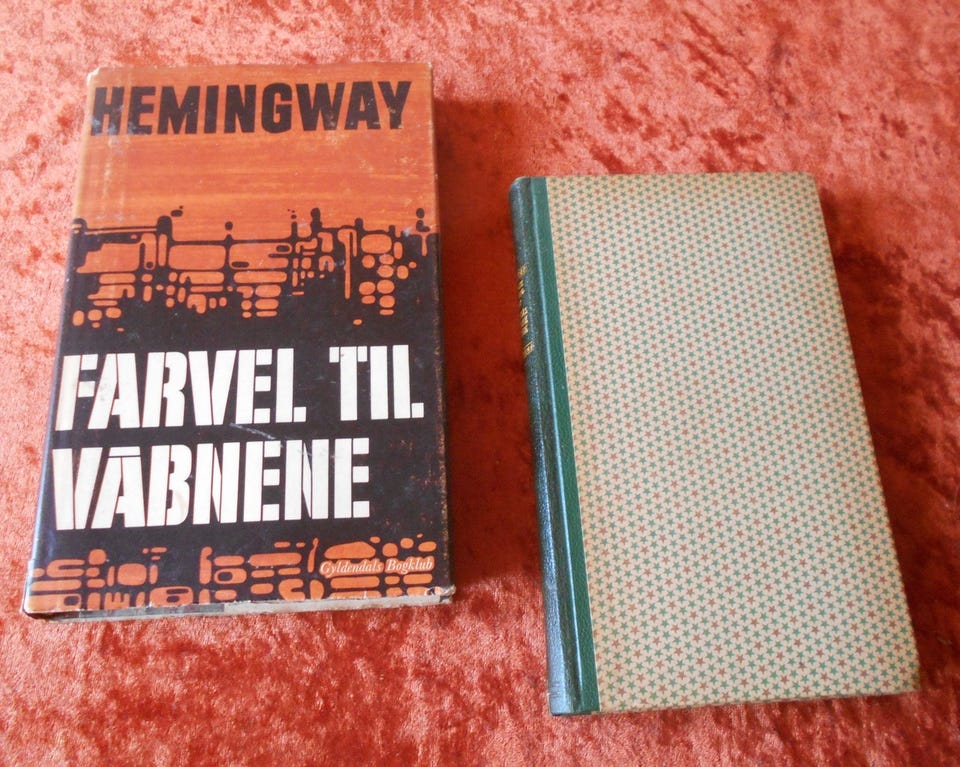 HEMINGWAY
FARVEL TIL
VÅBNENE
Gyldendals Bogklub